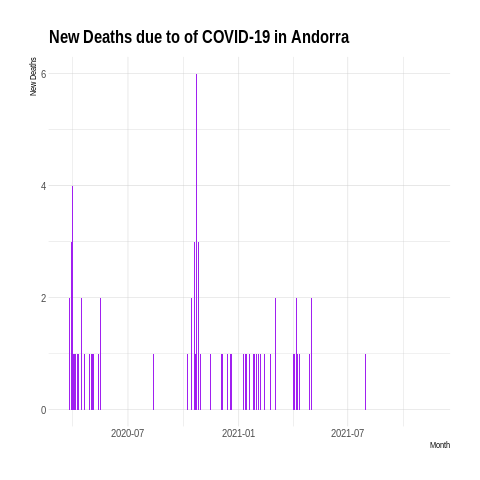 New Deaths due to of COVID-19 in Andorra
New Deaths
6
4
2
0
2020-07
2021-01
2021-07
Month